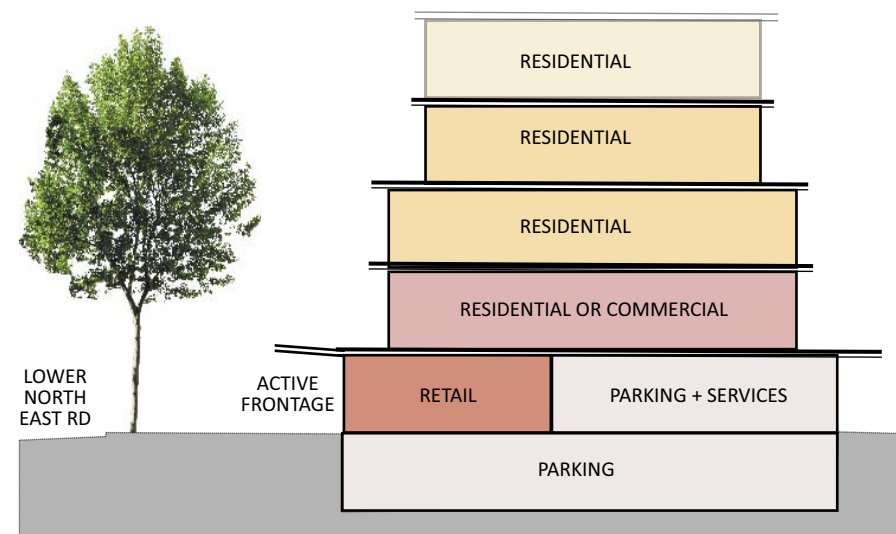 RESIDENTIAL
RESIDENTIAL
RESIDENTIAL
RESIDENTIAL OR COMMERCIAL
LOWER
NORTH
EAST RD
ACTIVE
FRONTAGE
RETAIL
PARKING + SERVICES
PARKING